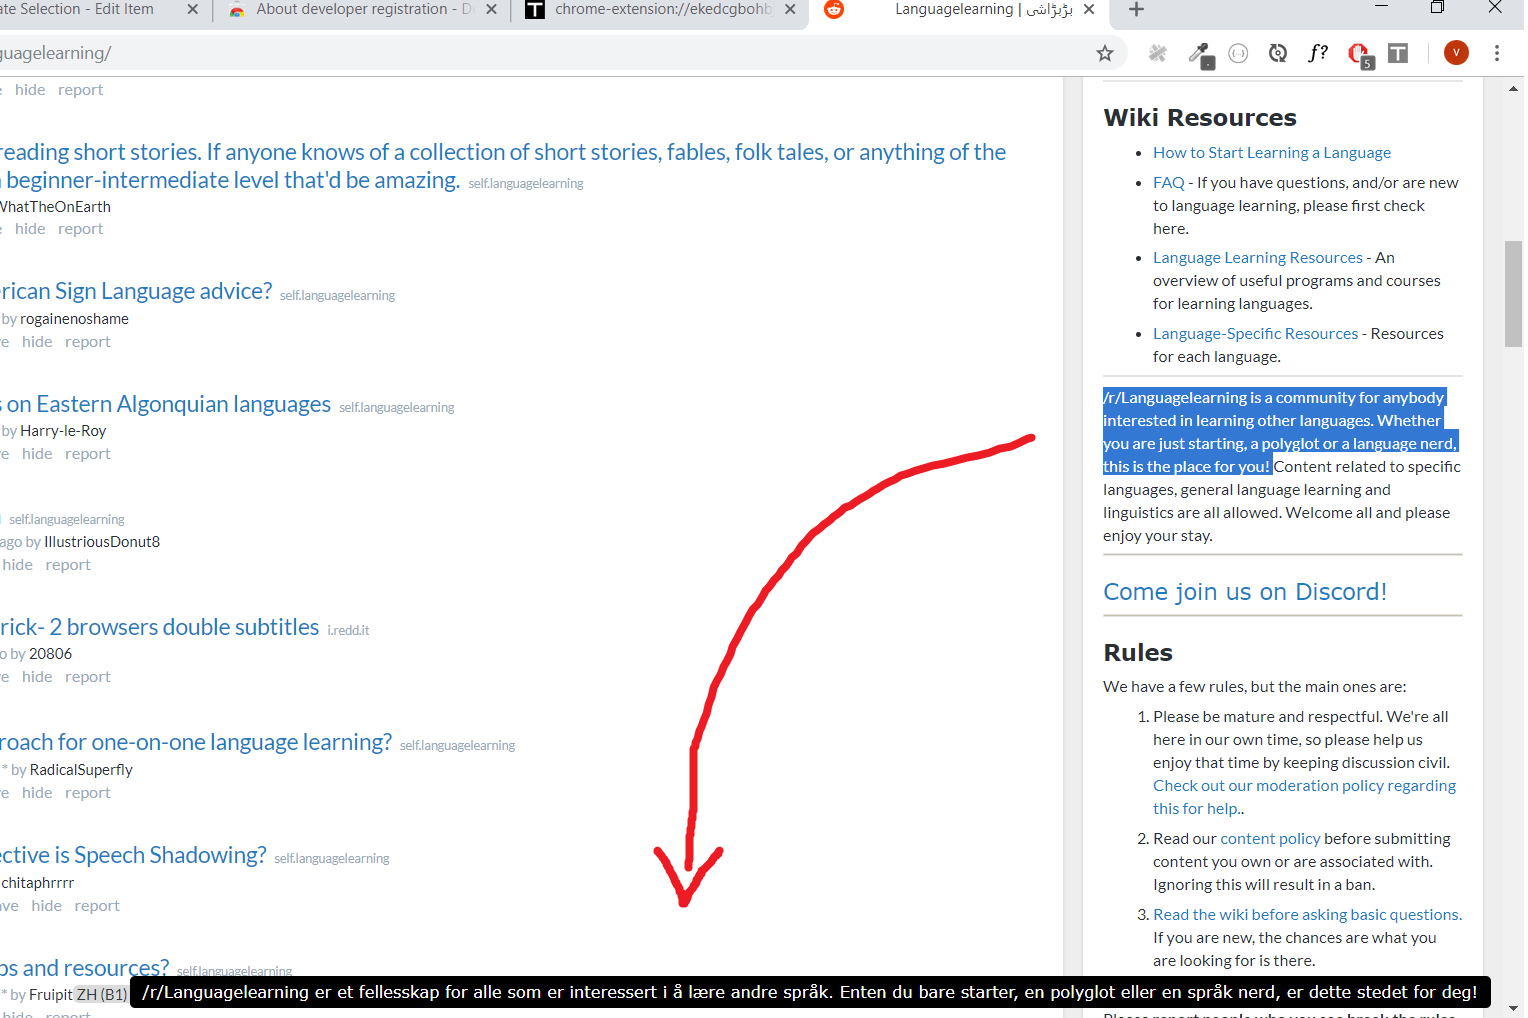 ate Selection - Edit Item
About developer registration - D
chrome-extension://ekedcgbohb
Languagelearning | بڑبڑاشی
guagelearning/
f?
5
T
V
hide report
reading short stories. If anyone knows of a collection of short stories, fables, folk tales, or anything of the
beginner-intermediate level that'd be amazing. self.languagelearning
WhatTheOnEarth
hide report
erican Sign Language advice? self.languagelearning
by rogainenoshame
ve hide report
s on Eastern Algonquian languages self.languagelearning
by Harry-le-Roy
ve hide report
self.languagelearning
ago by IllustriousDonut8
hide report
rick- 2 browsers double subtitles i.redd.it
o by 20806
ve hide report
roach for one-on-one language learning? self.languagelearning
* by RadicalSuperfly
ve hide report
ective is Speech Shadowing? self.languagelearning
chitaphrrrr
ave hide report
ps and resources? self.languagelearning
* by Fruipit ZH (B1)
hide report
Wiki Resources
• How to Start Learning a Language
• FAQ - If you have questions, and/or are new
to language learning, please first check
here.
• Language Learning Resources - An
overview of useful programs and courses
for learning languages.
• Language-Specific Resources - Resources
for each language.
/r/Languagelearning is a community for anybody
interested in learning other languages. Whether
you are just starting, a polyglot or a language nerd,
this is the place for you! Content related to specific
languages, general language learning and
linguistics are all allowed. Welcome all and please
enjoy your stay.
Come join us on Discord!
Rules
We have a few rules, but the main ones are:
1. Please be mature and respectful. We're all
here in our own time, so please help us
enjoy that time by keeping discussion civil.
Check out our moderation policy regarding
this for help..
2. Read our content policy before submitting
content you own or are associated with.
Ignoring this will result in a ban.
3. Read the wiki before asking basic questions.
If you are new, the chances are what you
are looking for is there.
/r/Languagelearning er et fellesskap for alle som er interessert i å lære andre språk. Enten du bare starter, en polyglot eller en språk nerd, er dette stedet for deg!